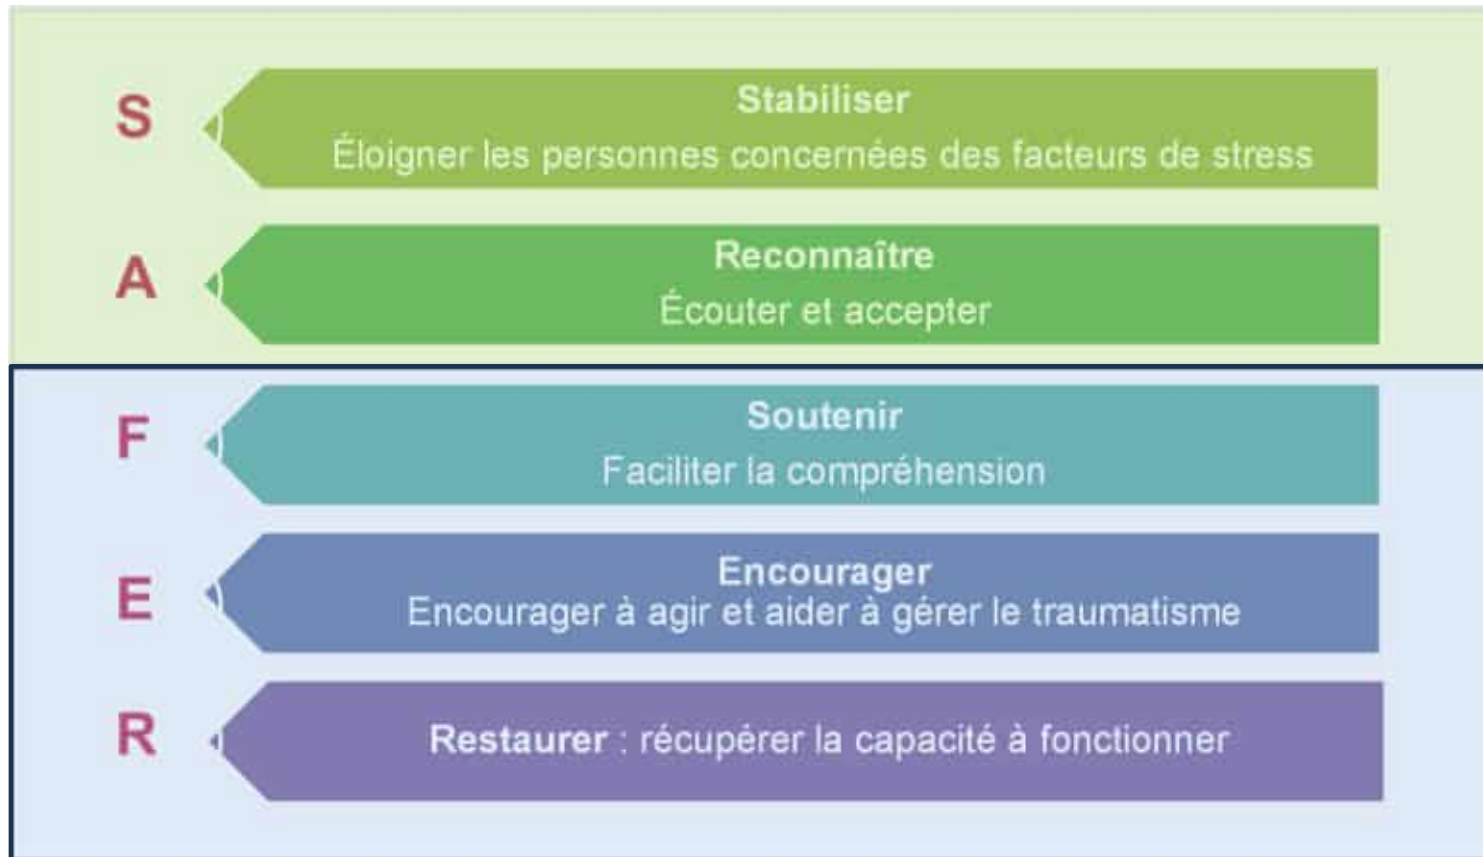 S
Stabiliser
Éloigner les personnes concernées des facteurs de stress
A
Reconnaître
Écouter et accepter
F
Soutenir
Faciliter la compréhension
E
Encourager
Encourager à agir et aider à gérer le traumatisme
R
Restaurer : récupérer la capacité à fonctionner